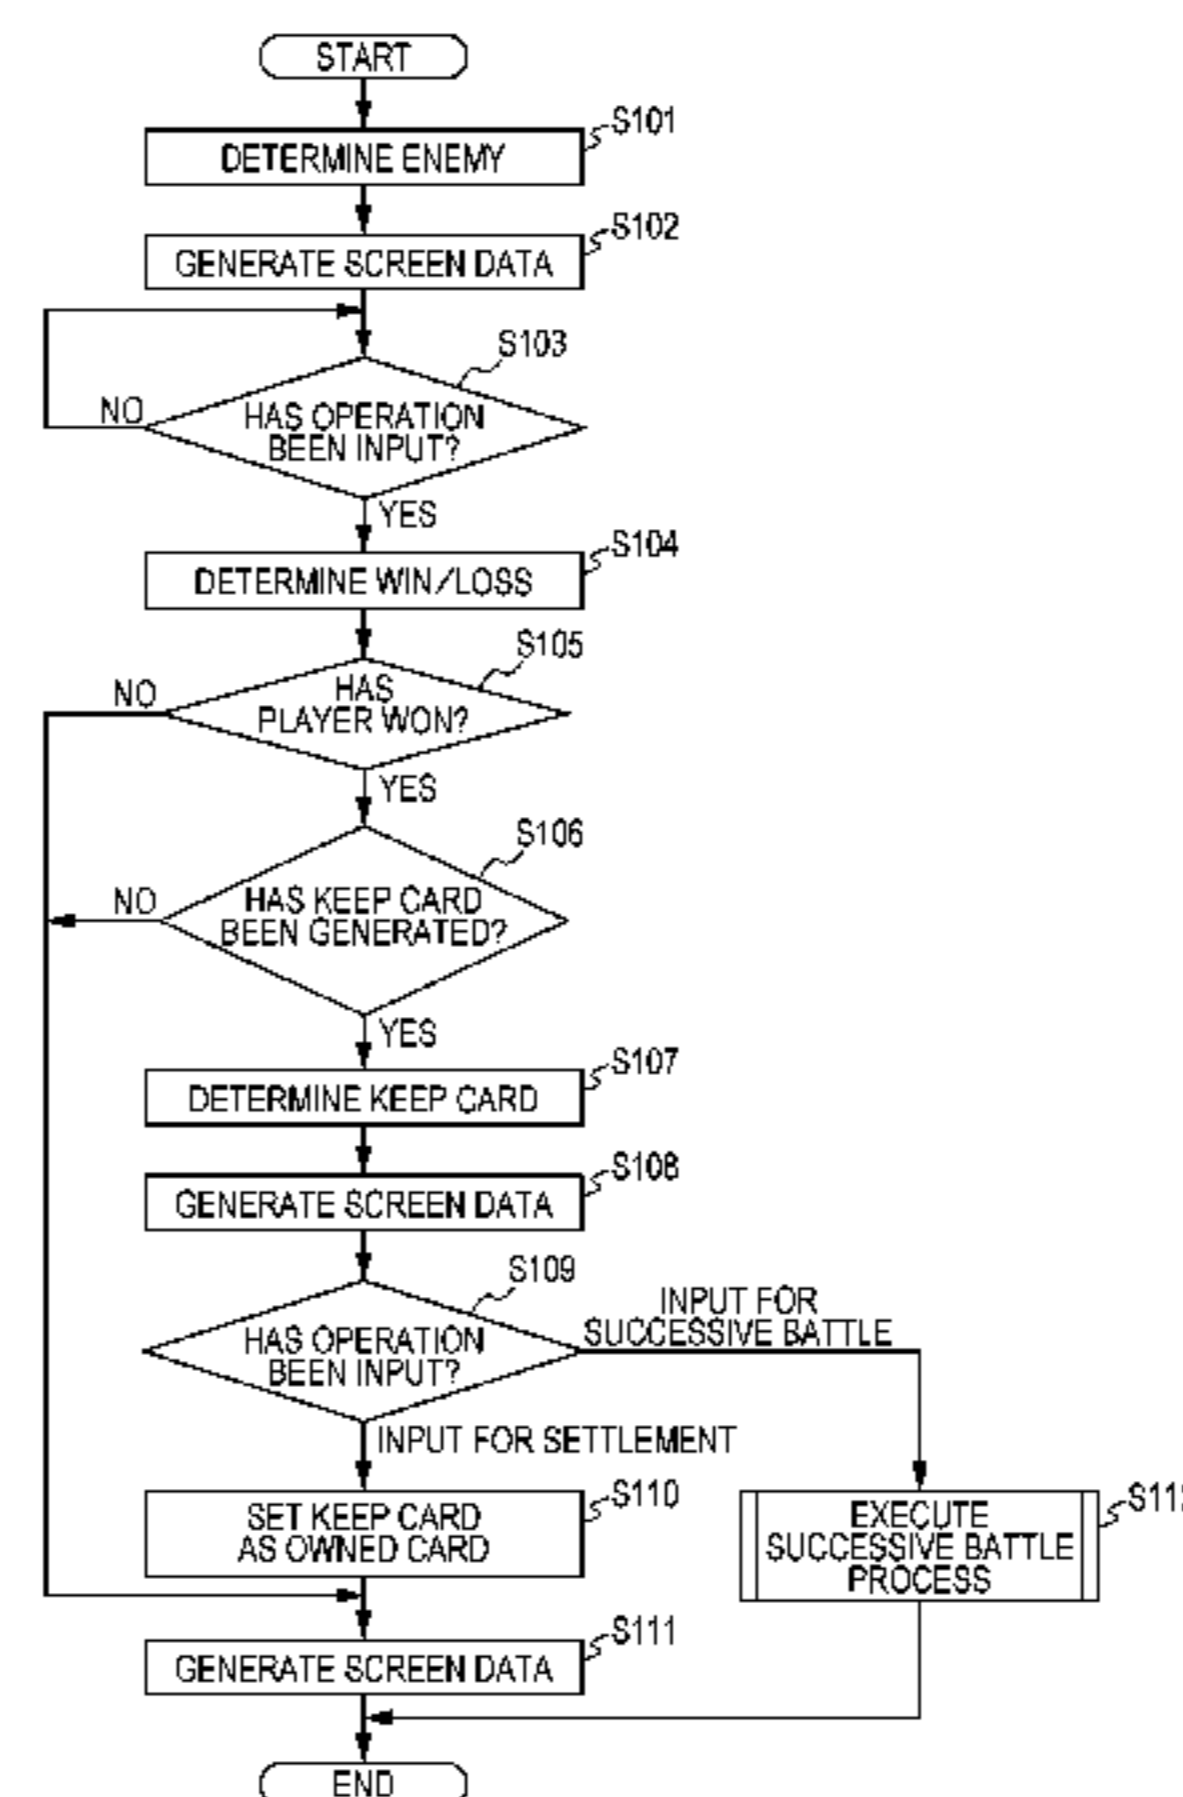 START
S101
DETERMINE ENEMY
S102
GENERATE SCREEN DATA
S103
NO
HAS OPERATION
BEEN INPUT?
YES
S104
DETERMINE WIN/LOSS
S105
NO
HAS
PLAYER WON?
YES
S106
NO
HAS KEEP CARD
BEEN GENERATED?
YES
S107
DETERMINE KEEP CARD
S108
GENERATE SCREEN DATA
S109
HAS OPERATION
BEEN INPUT?
INPUT FOR
SUCCESSIVE BATTLE
INPUT FOR SETTLEMENT
S110
SET KEEP CARD
AS OWNED CARD
EXECUTE
SUCCESSIVE BATTLE
PROCESS
S111
GENERATE SCREEN DATA
END